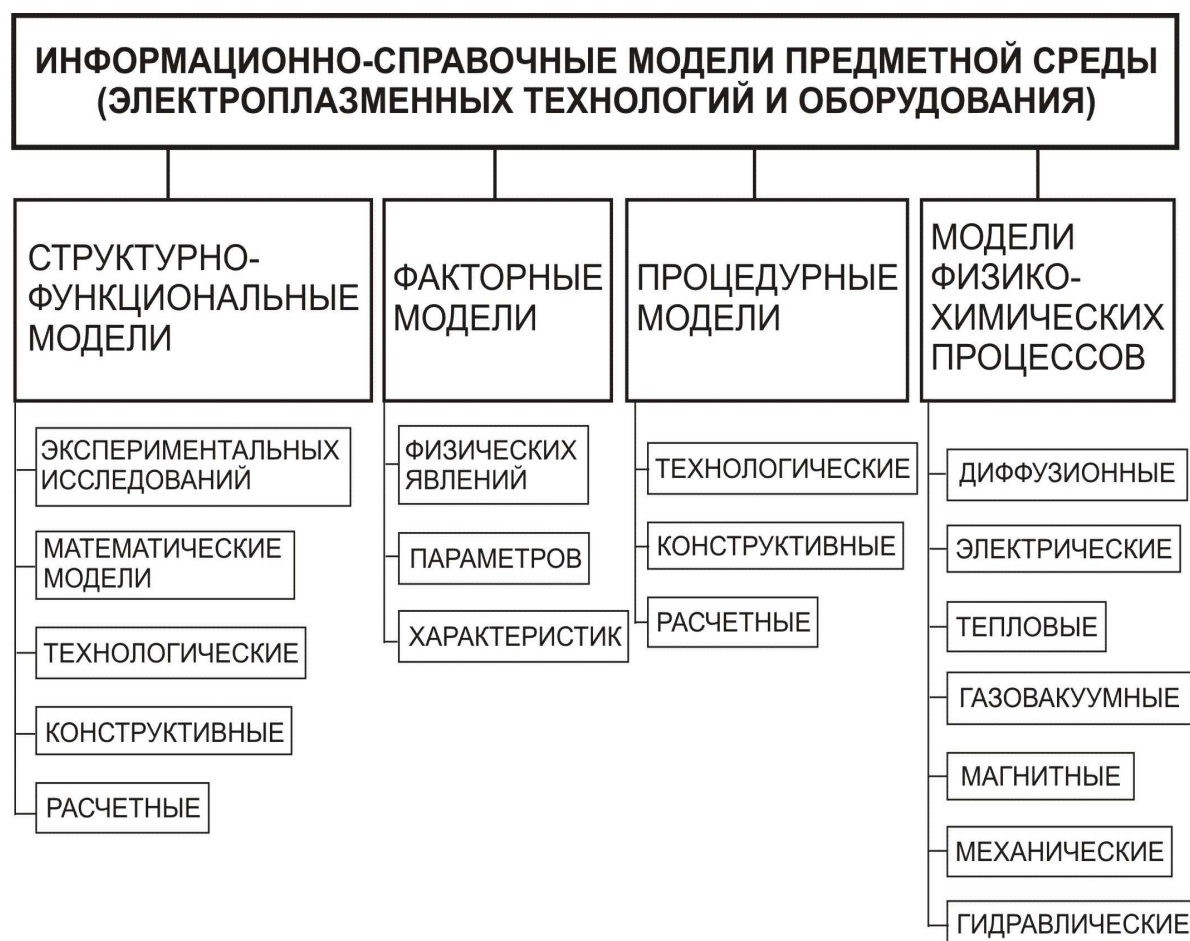 ИНФОРМАЦИОННО-СПРАВОЧНЫЕ МОДЕЛИ ПРЕДМЕТНОЙ СРЕДЫ
(ЭЛЕКТРОПЛАЗМЕННЫХ ТЕХНОЛОГИЙ И ОБОРУДОВАНИЯ)
СТРУКТУРНО-
ФУНКЦИОНАЛЬНЫЕ
МОДЕЛИ
ЭКСПЕРИМЕНТАЛЬНЫХ
ИССЛЕДОВАНИЙ
МАТЕМАТИЧЕСКИЕ
МОДЕЛИ
ТЕХНОЛОГИЧЕСКИЕ
КОНСТРУКТИВНЫЕ
РАСЧЕТНЫЕ
ФАКТОРНЫЕ
МОДЕЛИ
ФИЗИЧЕСКИХ
ЯВЛЕНИЙ
ПАРАМЕТРОВ
ХАРАКТЕРИСТИК
ПРОЦЕДУРНЫЕ
МОДЕЛИ
ТЕХНОЛОГИЧЕСКИЕ
КОНСТРУКТИВНЫЕ
РАСЧЕТНЫЕ
МОДЕЛИ
ФИЗИКО-
ХИМИЧЕСКИХ
ПРОЦЕССОВ
ДИФФУЗИОННЫЕ
ЭЛЕКТРИЧЕСКИЕ
ТЕПЛОВЫЕ
ГАЗОВАКУУМНЫЕ
МАГНИТНЫЕ
МЕХАНИЧЕСКИЕ
ГИДРАВЛИЧЕСКИЕ